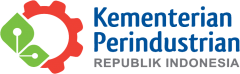 Kementerian
Perindustrian
REPUBLIK INDONESIA